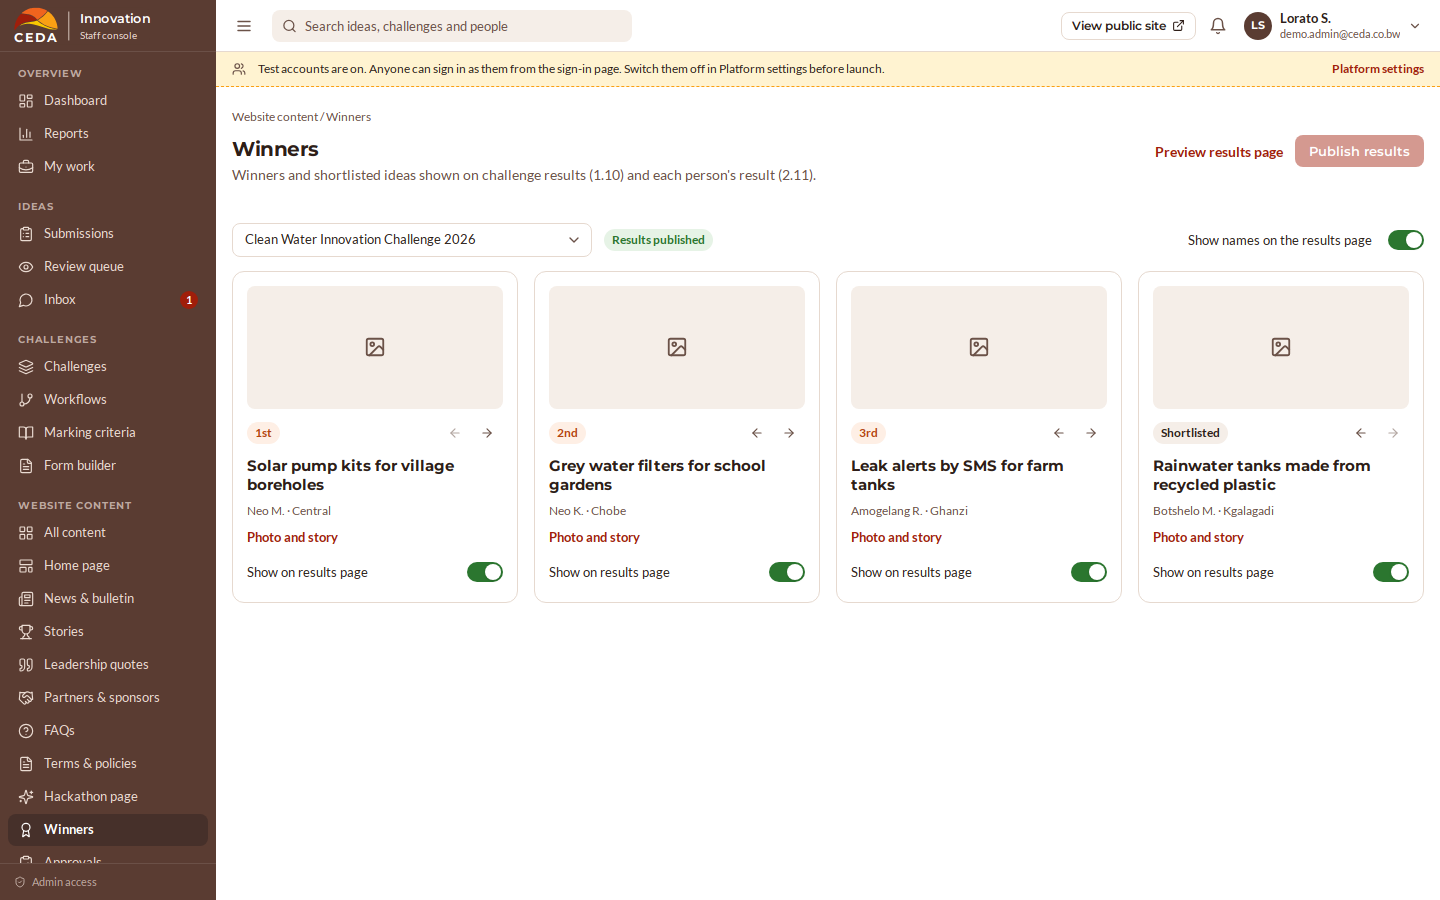 CEDA
Innovation
Staff console
Search ideas, challenges and people
View public site
LS
Lorato S.
demo.admin@ceda.co.bw
Test accounts are on. Anyone can sign in as them from the sign-in page. Switch them off in Platform settings before launch.
Platform settings
OVERVIEW
Dashboard
Reports
My work
IDEAS
Submissions
Review queue
Inbox
1
CHALLENGES
Challenges
Workflows
Marking criteria
Form builder
WEBSITE CONTENT
All content
Home page
News & bulletin
Stories
Leadership quotes
Partners & sponsors
FAQs
Terms & policies
Hackathon page
Winners
Approvals
Admin access
Website content / Winners
Winners
Winners and shortlisted ideas shown on challenge results (1.10) and each person's result (2.11).
Preview results page
Publish results
Clean Water Innovation Challenge 2026
Results published
Show names on the results page
1st
Solar pump kits for village
boreholes
Neo M. · Central
Photo and story
Show on results page
2nd
Grey water filters for school
gardens
Neo K. · Chobe
Photo and story
Show on results page
3rd
Leak alerts by SMS for farm
tanks
Amogelang R. · Ghanzi
Photo and story
Show on results page
Shortlisted
Rainwater tanks made from
recycled plastic
Botshelo M. · Kgalagadi
Photo and story
Show on results page